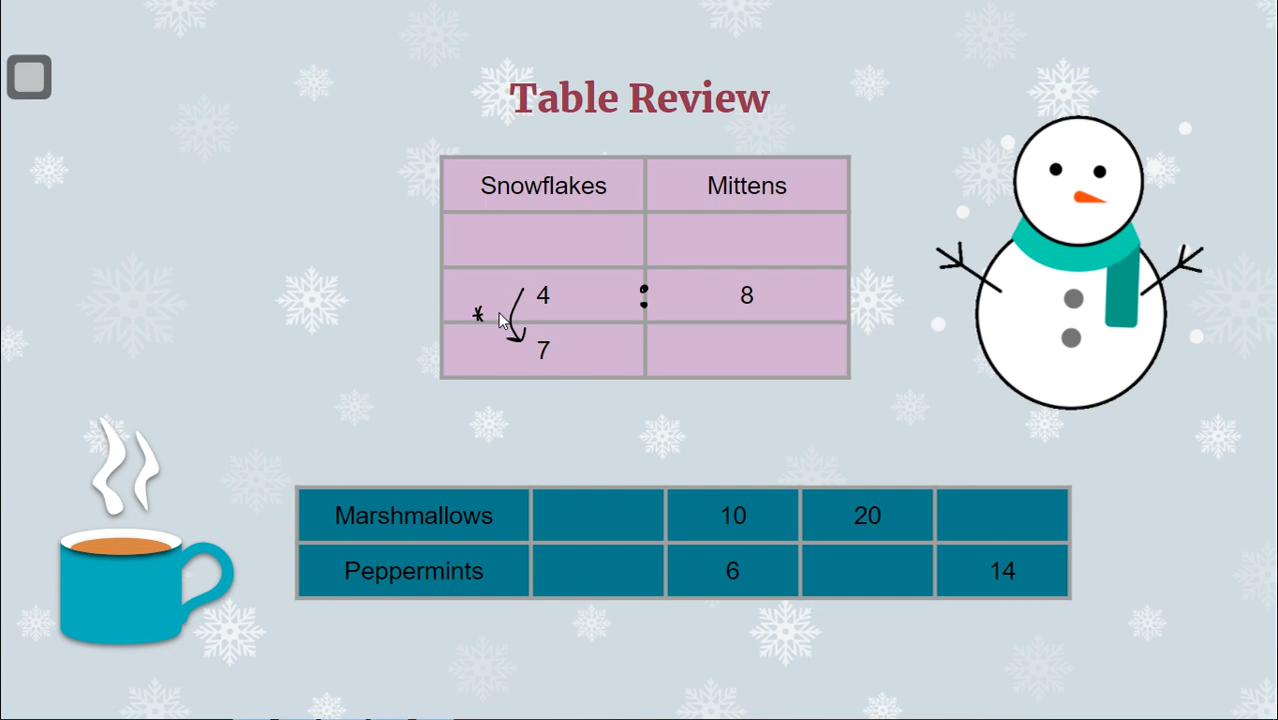 Table Review
Snowflakes Mittens
4 : 8
*
7
Marshmallows 10 20
Peppermints 6 14